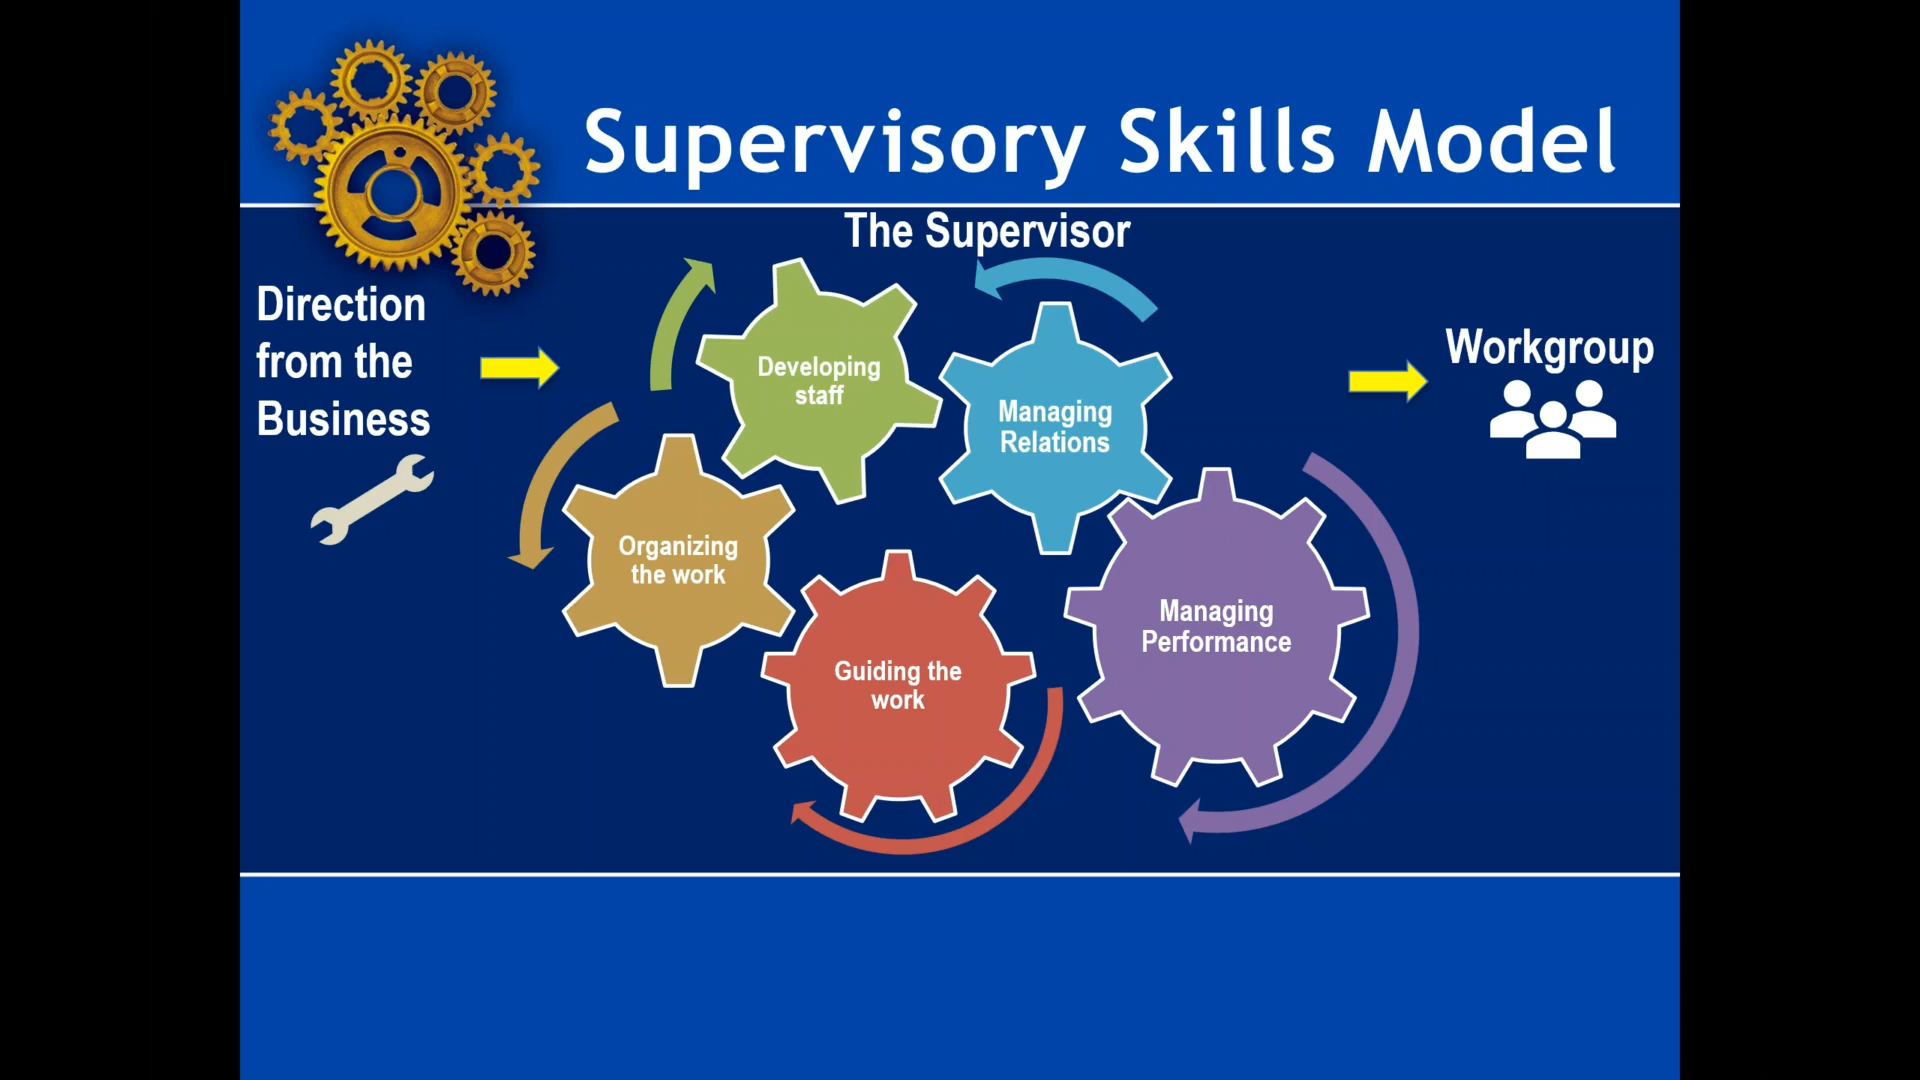 Supervisory Skills Model
The Supervisor
Direction
from the
Business
Developing
staff
Managing
Relations
Workgroup
Organizing
the work
Guiding the
work
Managing
Performance